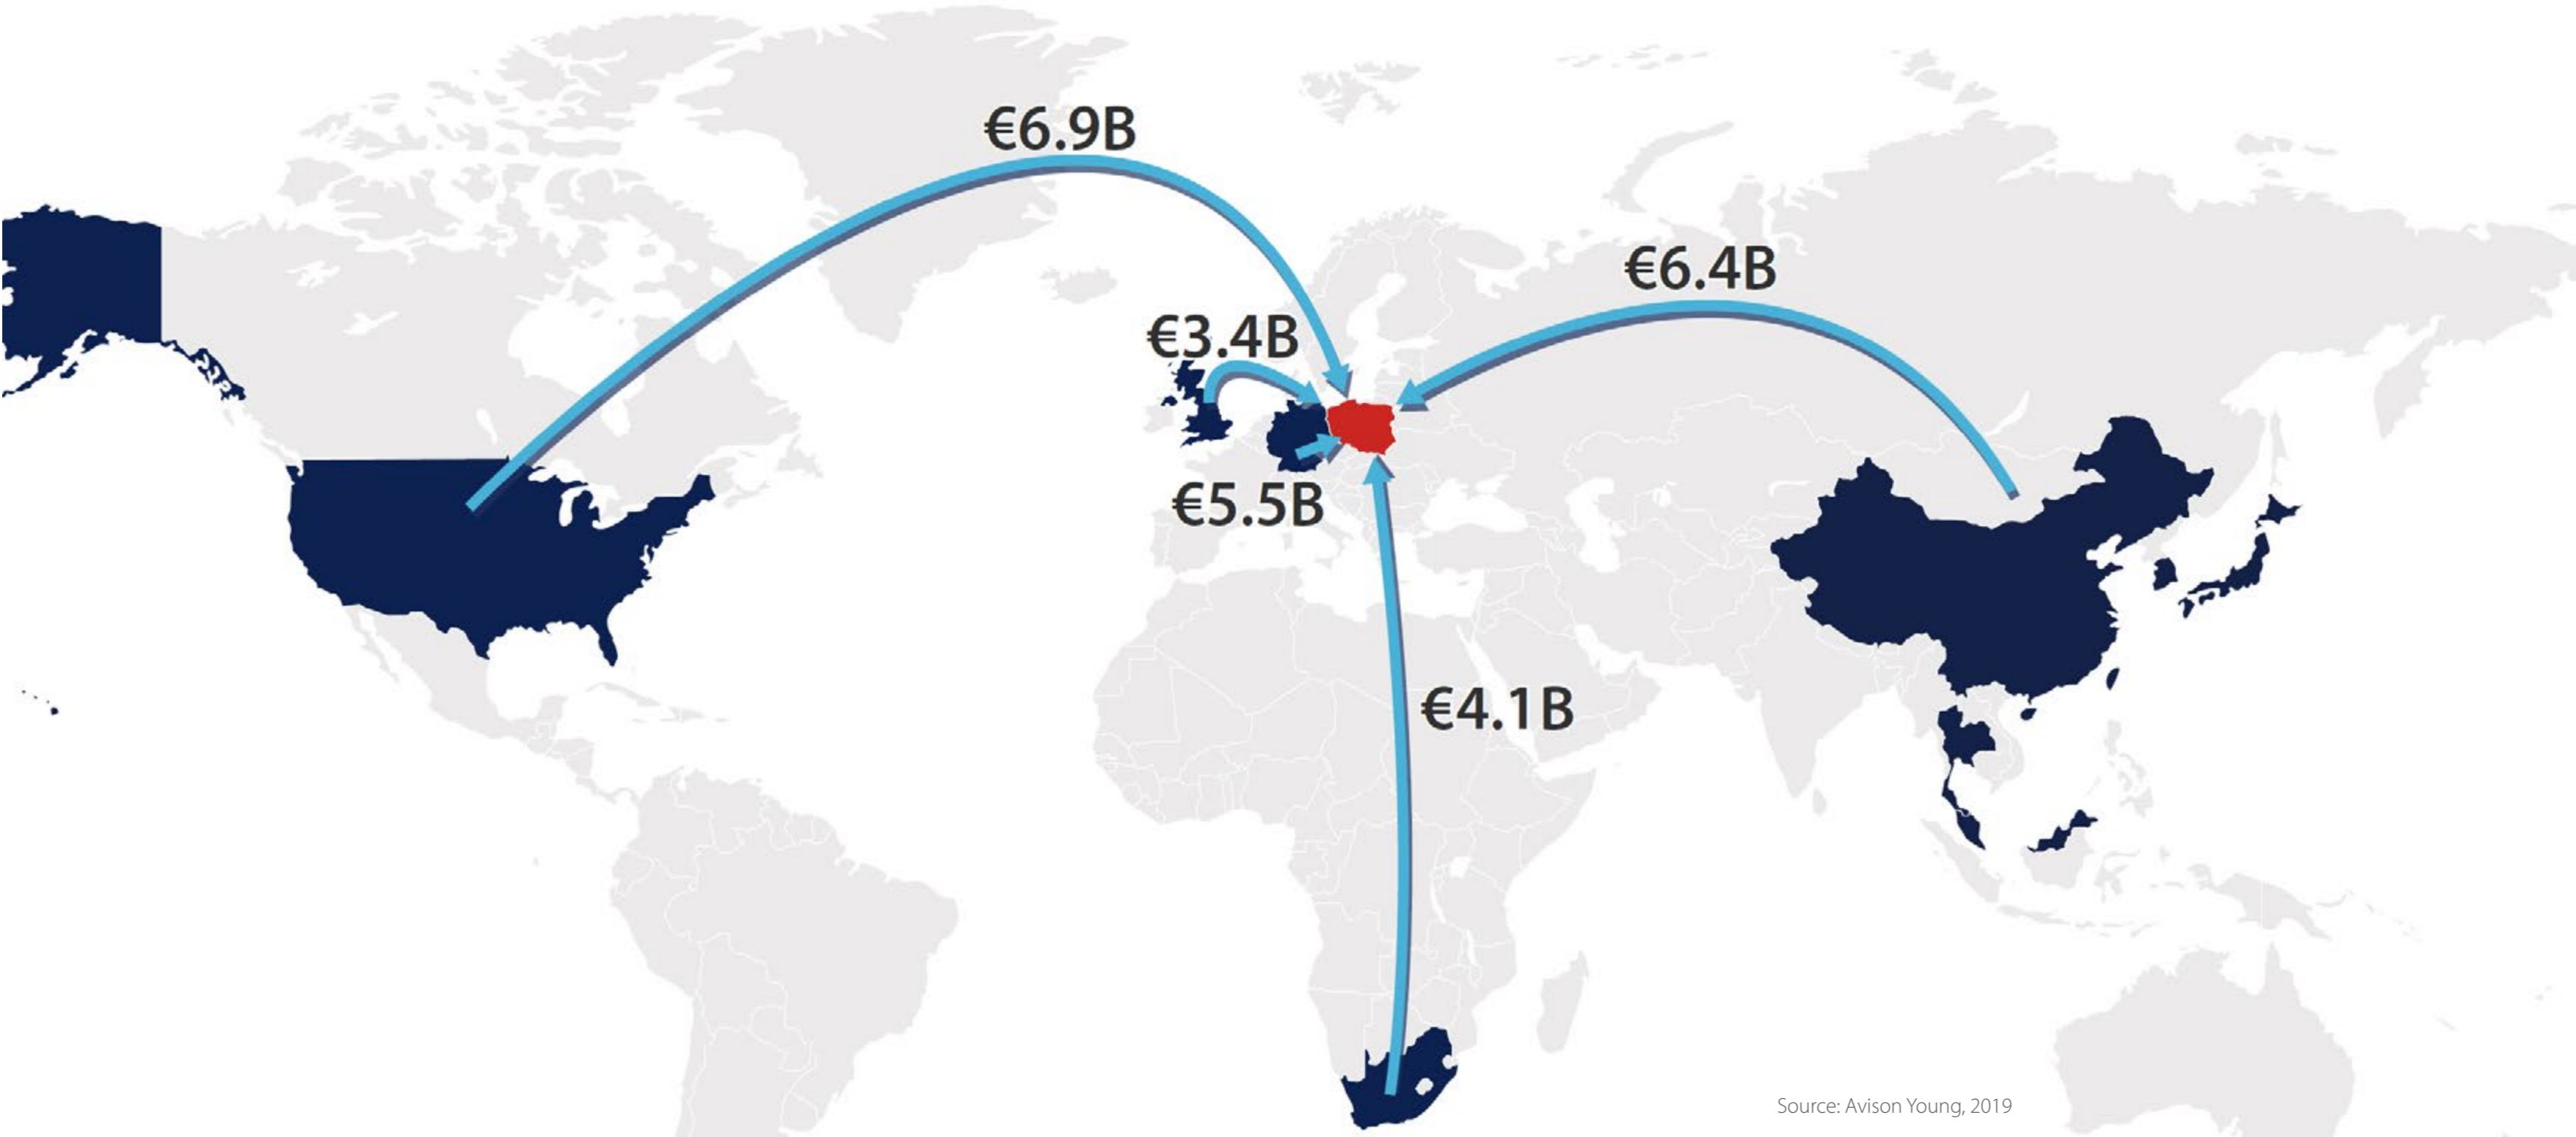 €6.9B
€6.4B
€3.4B
€5.5B
€4.1B
Source: Avison Young, 2019